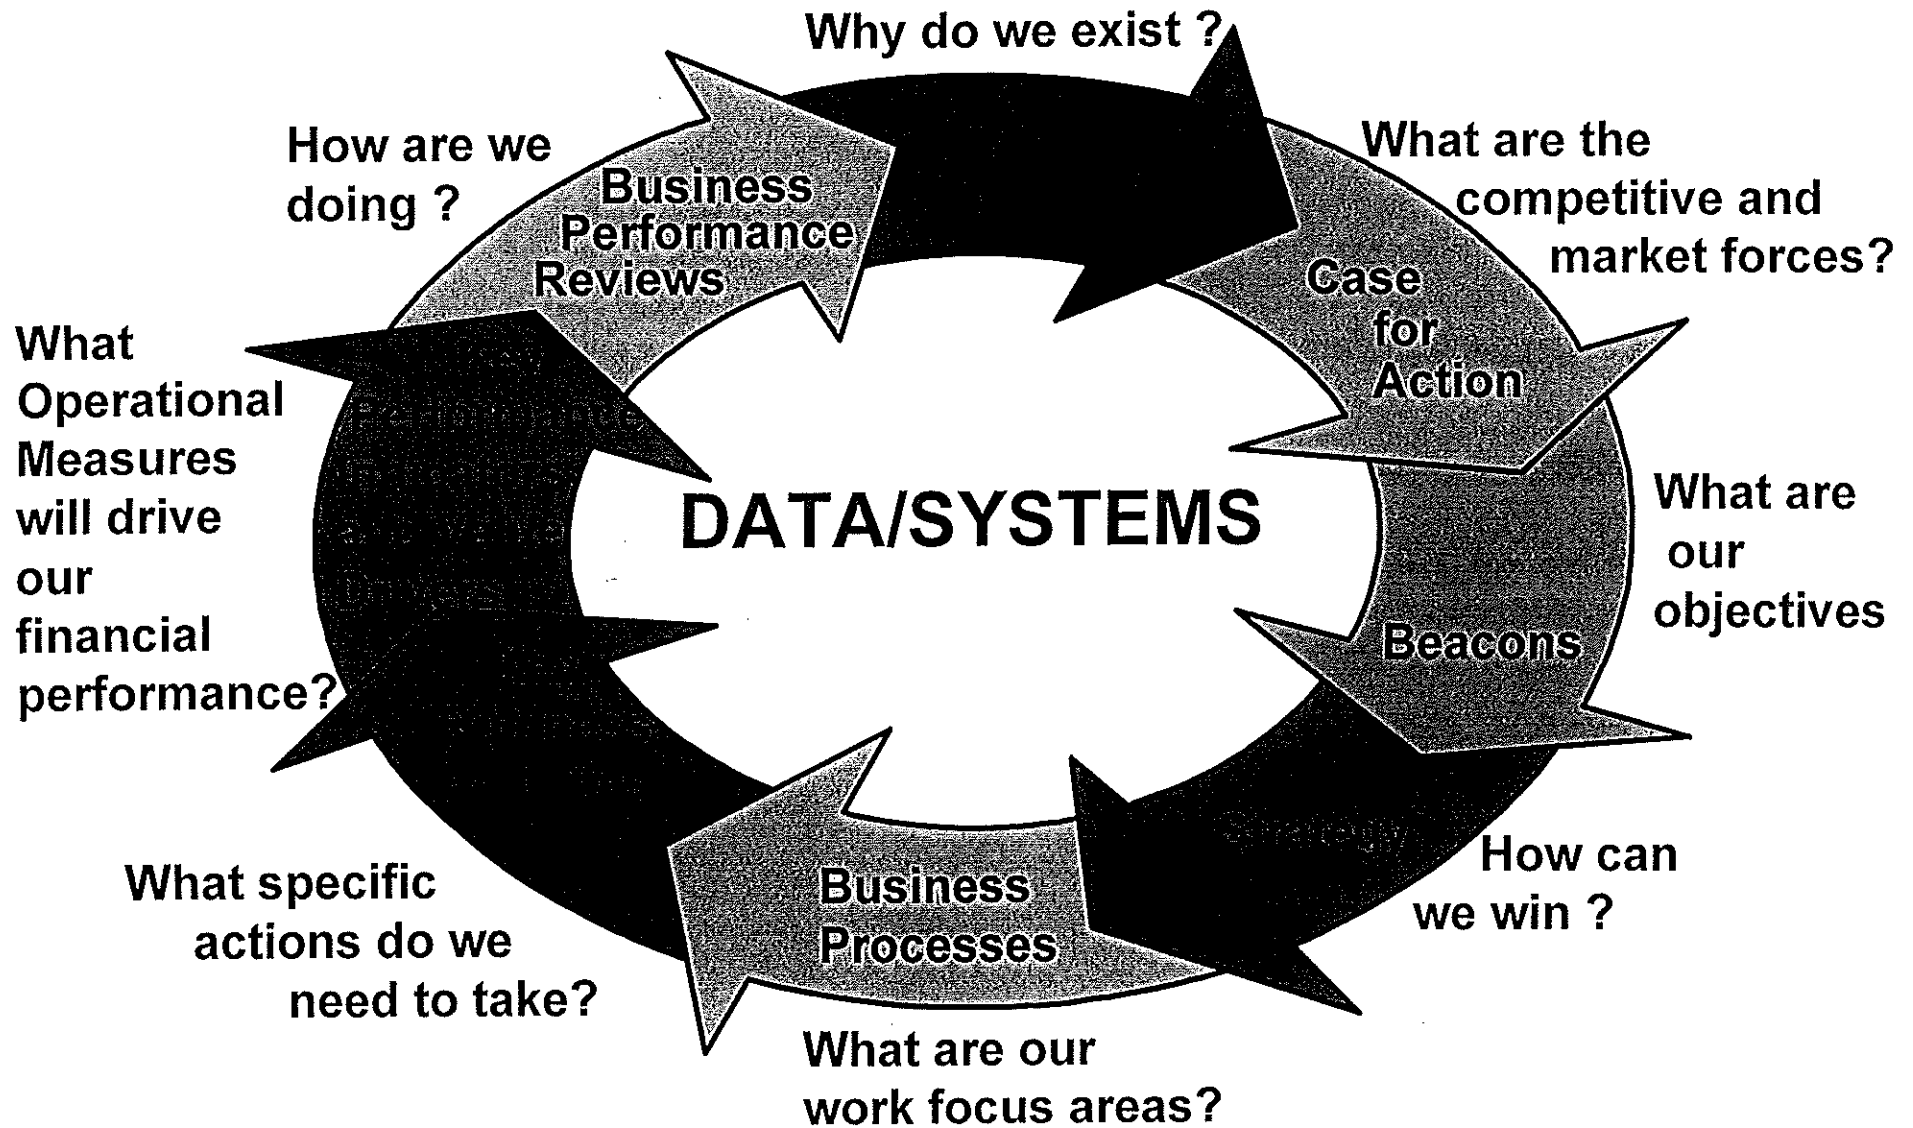 Why do we exist ?
What are the
competitive and
market forces?
Case
for
Action
What are
our
objectives
Beacons
How can
we win ?
Strategy
What are our
work focus areas?
Business
Processes
What specific
actions do we
need to take?
What
Operational
Measures
will drive
our
financial
performance?
Performance
How are we
doing ?
Business
Performance
Reviews
DATA/SYSTEMS